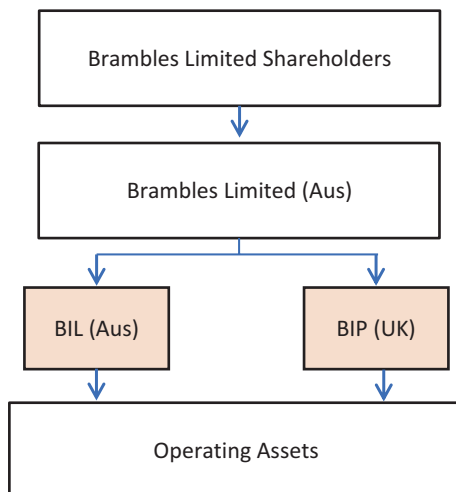 Brambles Limited Shareholders
Brambles Limited (Aus)
BIL (Aus)
BIP (UK)
Operating Assets